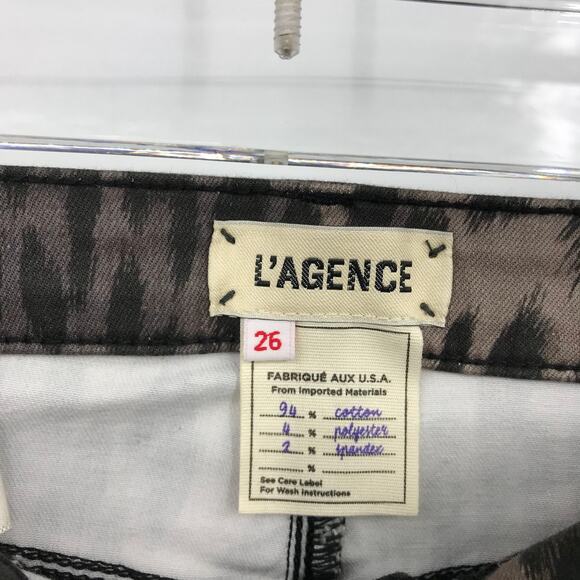 L'AGENCE
26
FABRIQUÉ AUX U.S.A.
From Imported Materials
94 % cotton
4 % polyester
2 % spandex
%
See Care Label
For Wash Instructions